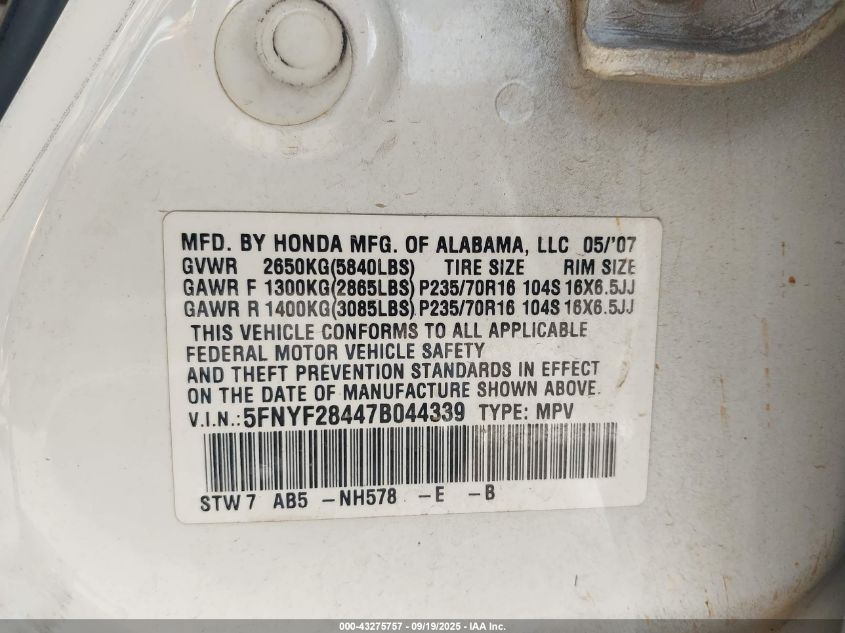 MFD. BY HONDA MFG. OF ALABAMA, LLC 05/'07
GVWR 2650KG(5840LBS) TIRE SIZE RIM SIZE
GAWR F 1300KG(2865LBS) P235/70R16 104S 16X6.5JJ
GAWR R 1400KG(3085LBS) P235/70R16 104S 16X6.5JJ
THIS VEHICLE CONFORMS TO ALL APPLICABLE
FEDERAL MOTOR VEHICLE SAFETY
AND THEFT PREVENTION STANDARDS IN EFFECT
ON THE DATE OF MANUFACTURE SHOWN ABOVE.
V.I.N.: 5FNYF28447B044339 TYPE: MPV
STW7 AB5 -NH578 -E -B
000-43275757 - 09/19/2025 - IAA Inc.